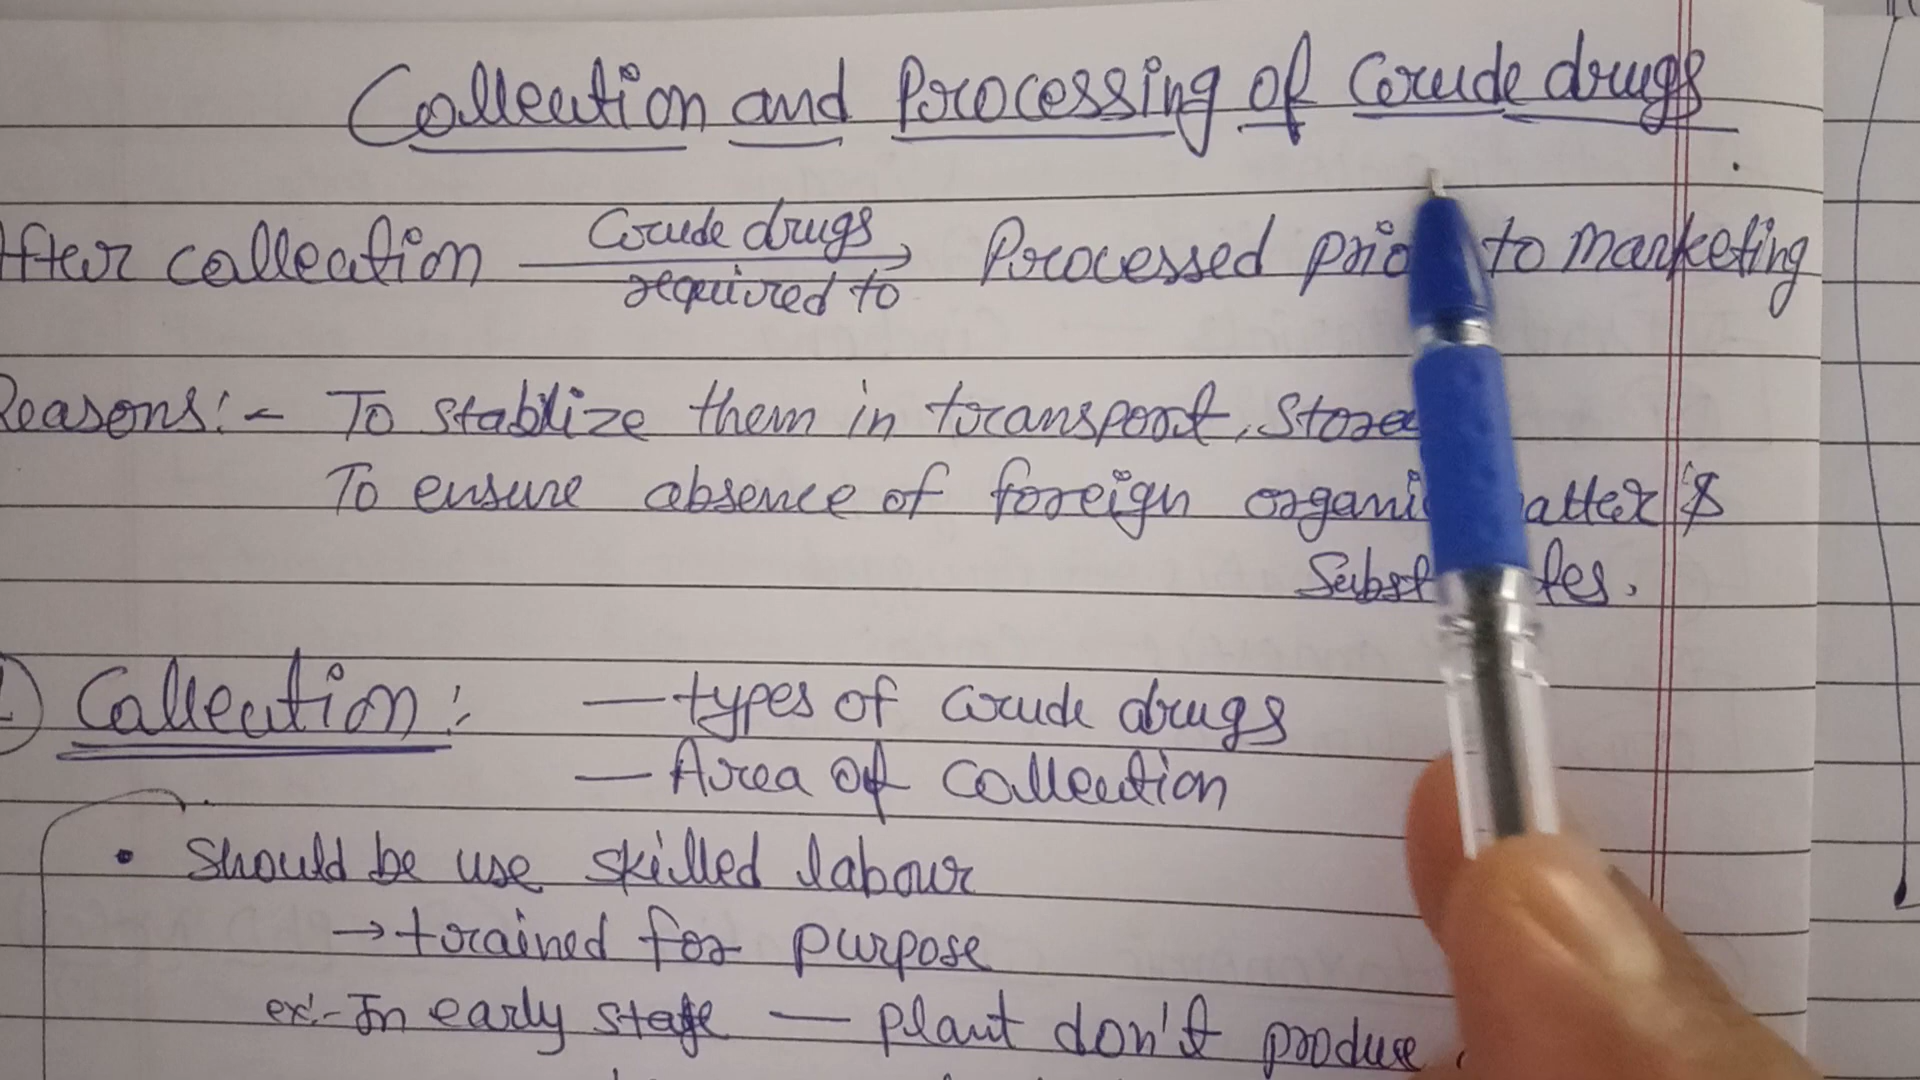 Collection and Processing of Crude drugs.
After collection Crude drugs required to Processed prior to marketing
Reasons:- To stablize them in transport, Store
To ensure absence of foreign organic matter &
Substitutes.
Collection:- — types of crude drugs
— Area of collection
• Should be use skilled labour
→ trained for purpose
ex:- In early stage — plant don't produce